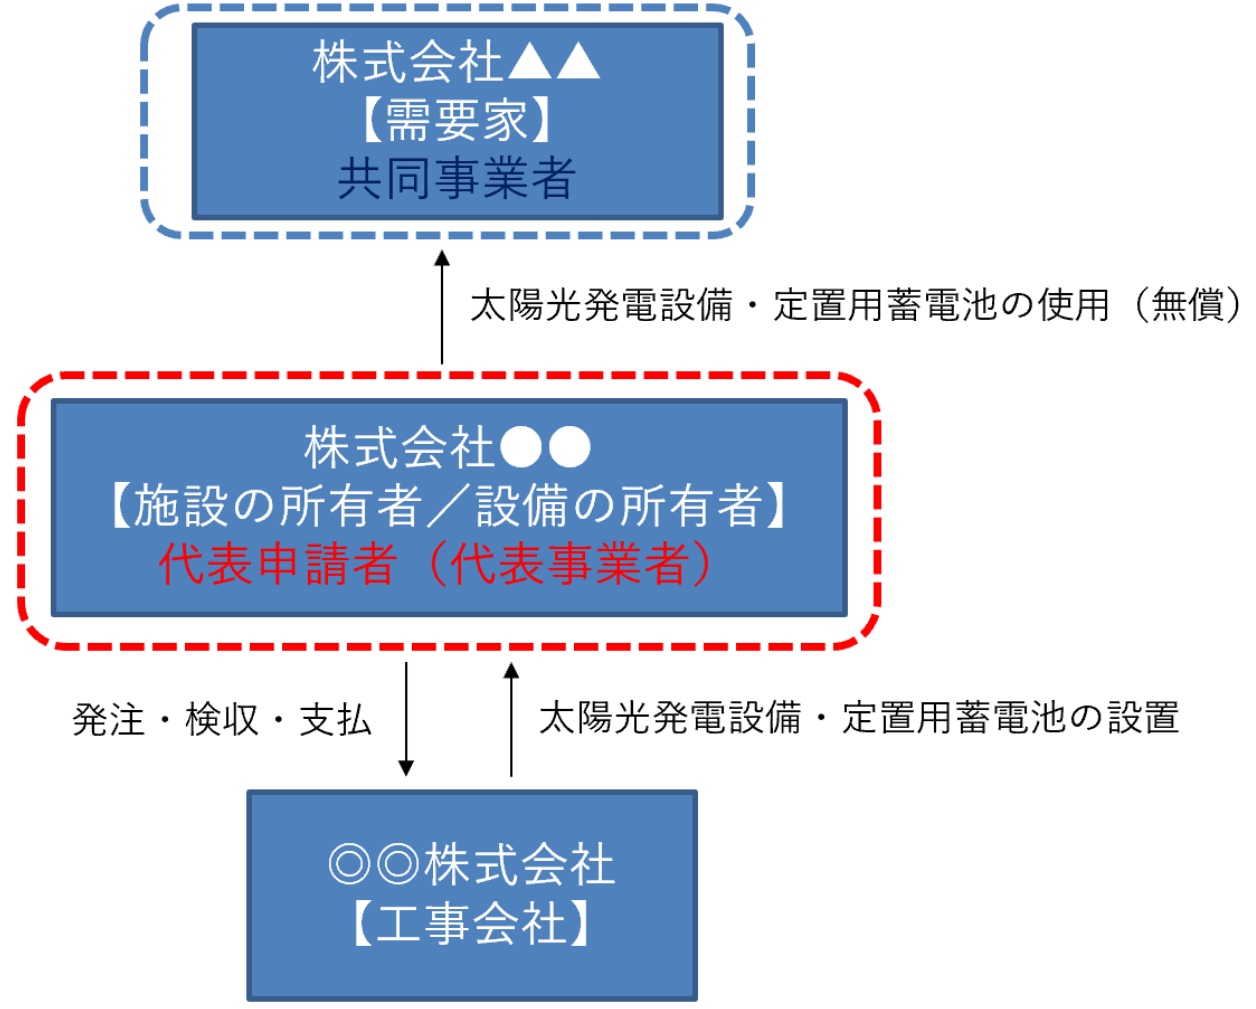 株式会社▲▲
【需要家】
共同事業者
太陽光発電設備・定置用蓄電池の使用（無償）
株式会社●●
【施設の所有者／設備の所有者】
代表申請者（代表事業者）
発注・検収・支払
太陽光発電設備・定置用蓄電池の設置
◎◎株式会社
【工事会社】